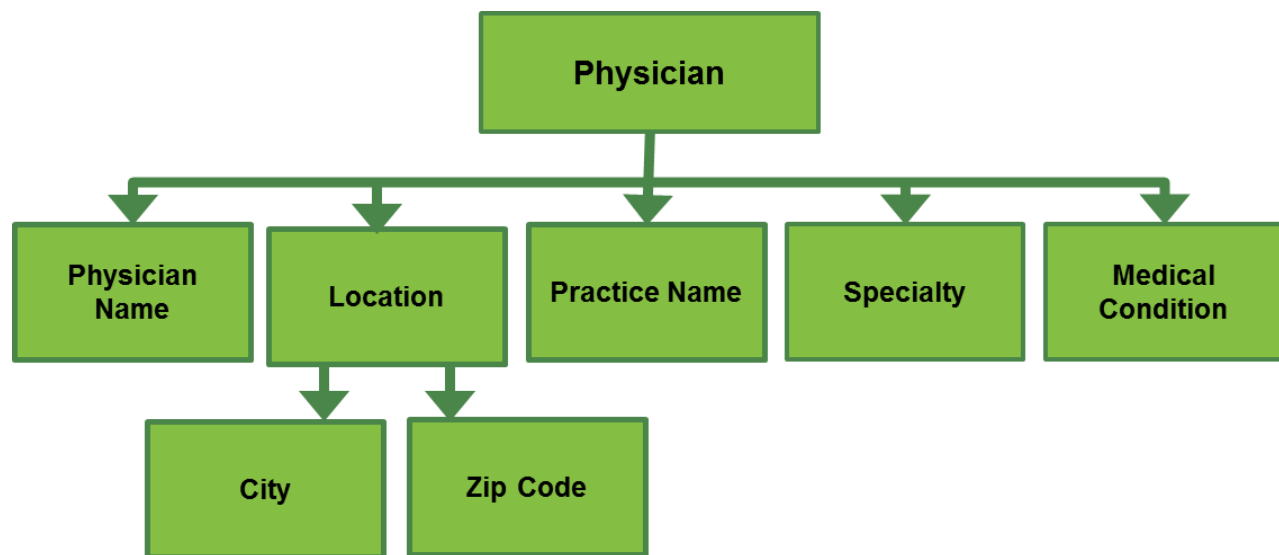 Physician
Physician
Name
Location
Practice Name
Specialty
Medical
Condition
City
Zip Code